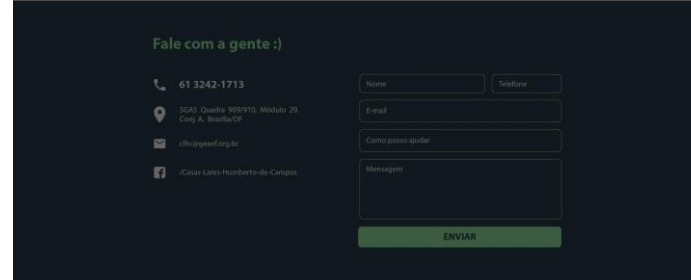 Fale com a gente :)
61 3242-1713
SGAS Quadra 909/910, Módulo 29,
Conj. A, Brasília/DF
clhc@geaef.org.br
/Casas-Lares-Humberto-de-Campos
Nome
Telefone
E-mail
Como posso ajudar
Mensagem
ENVIAR